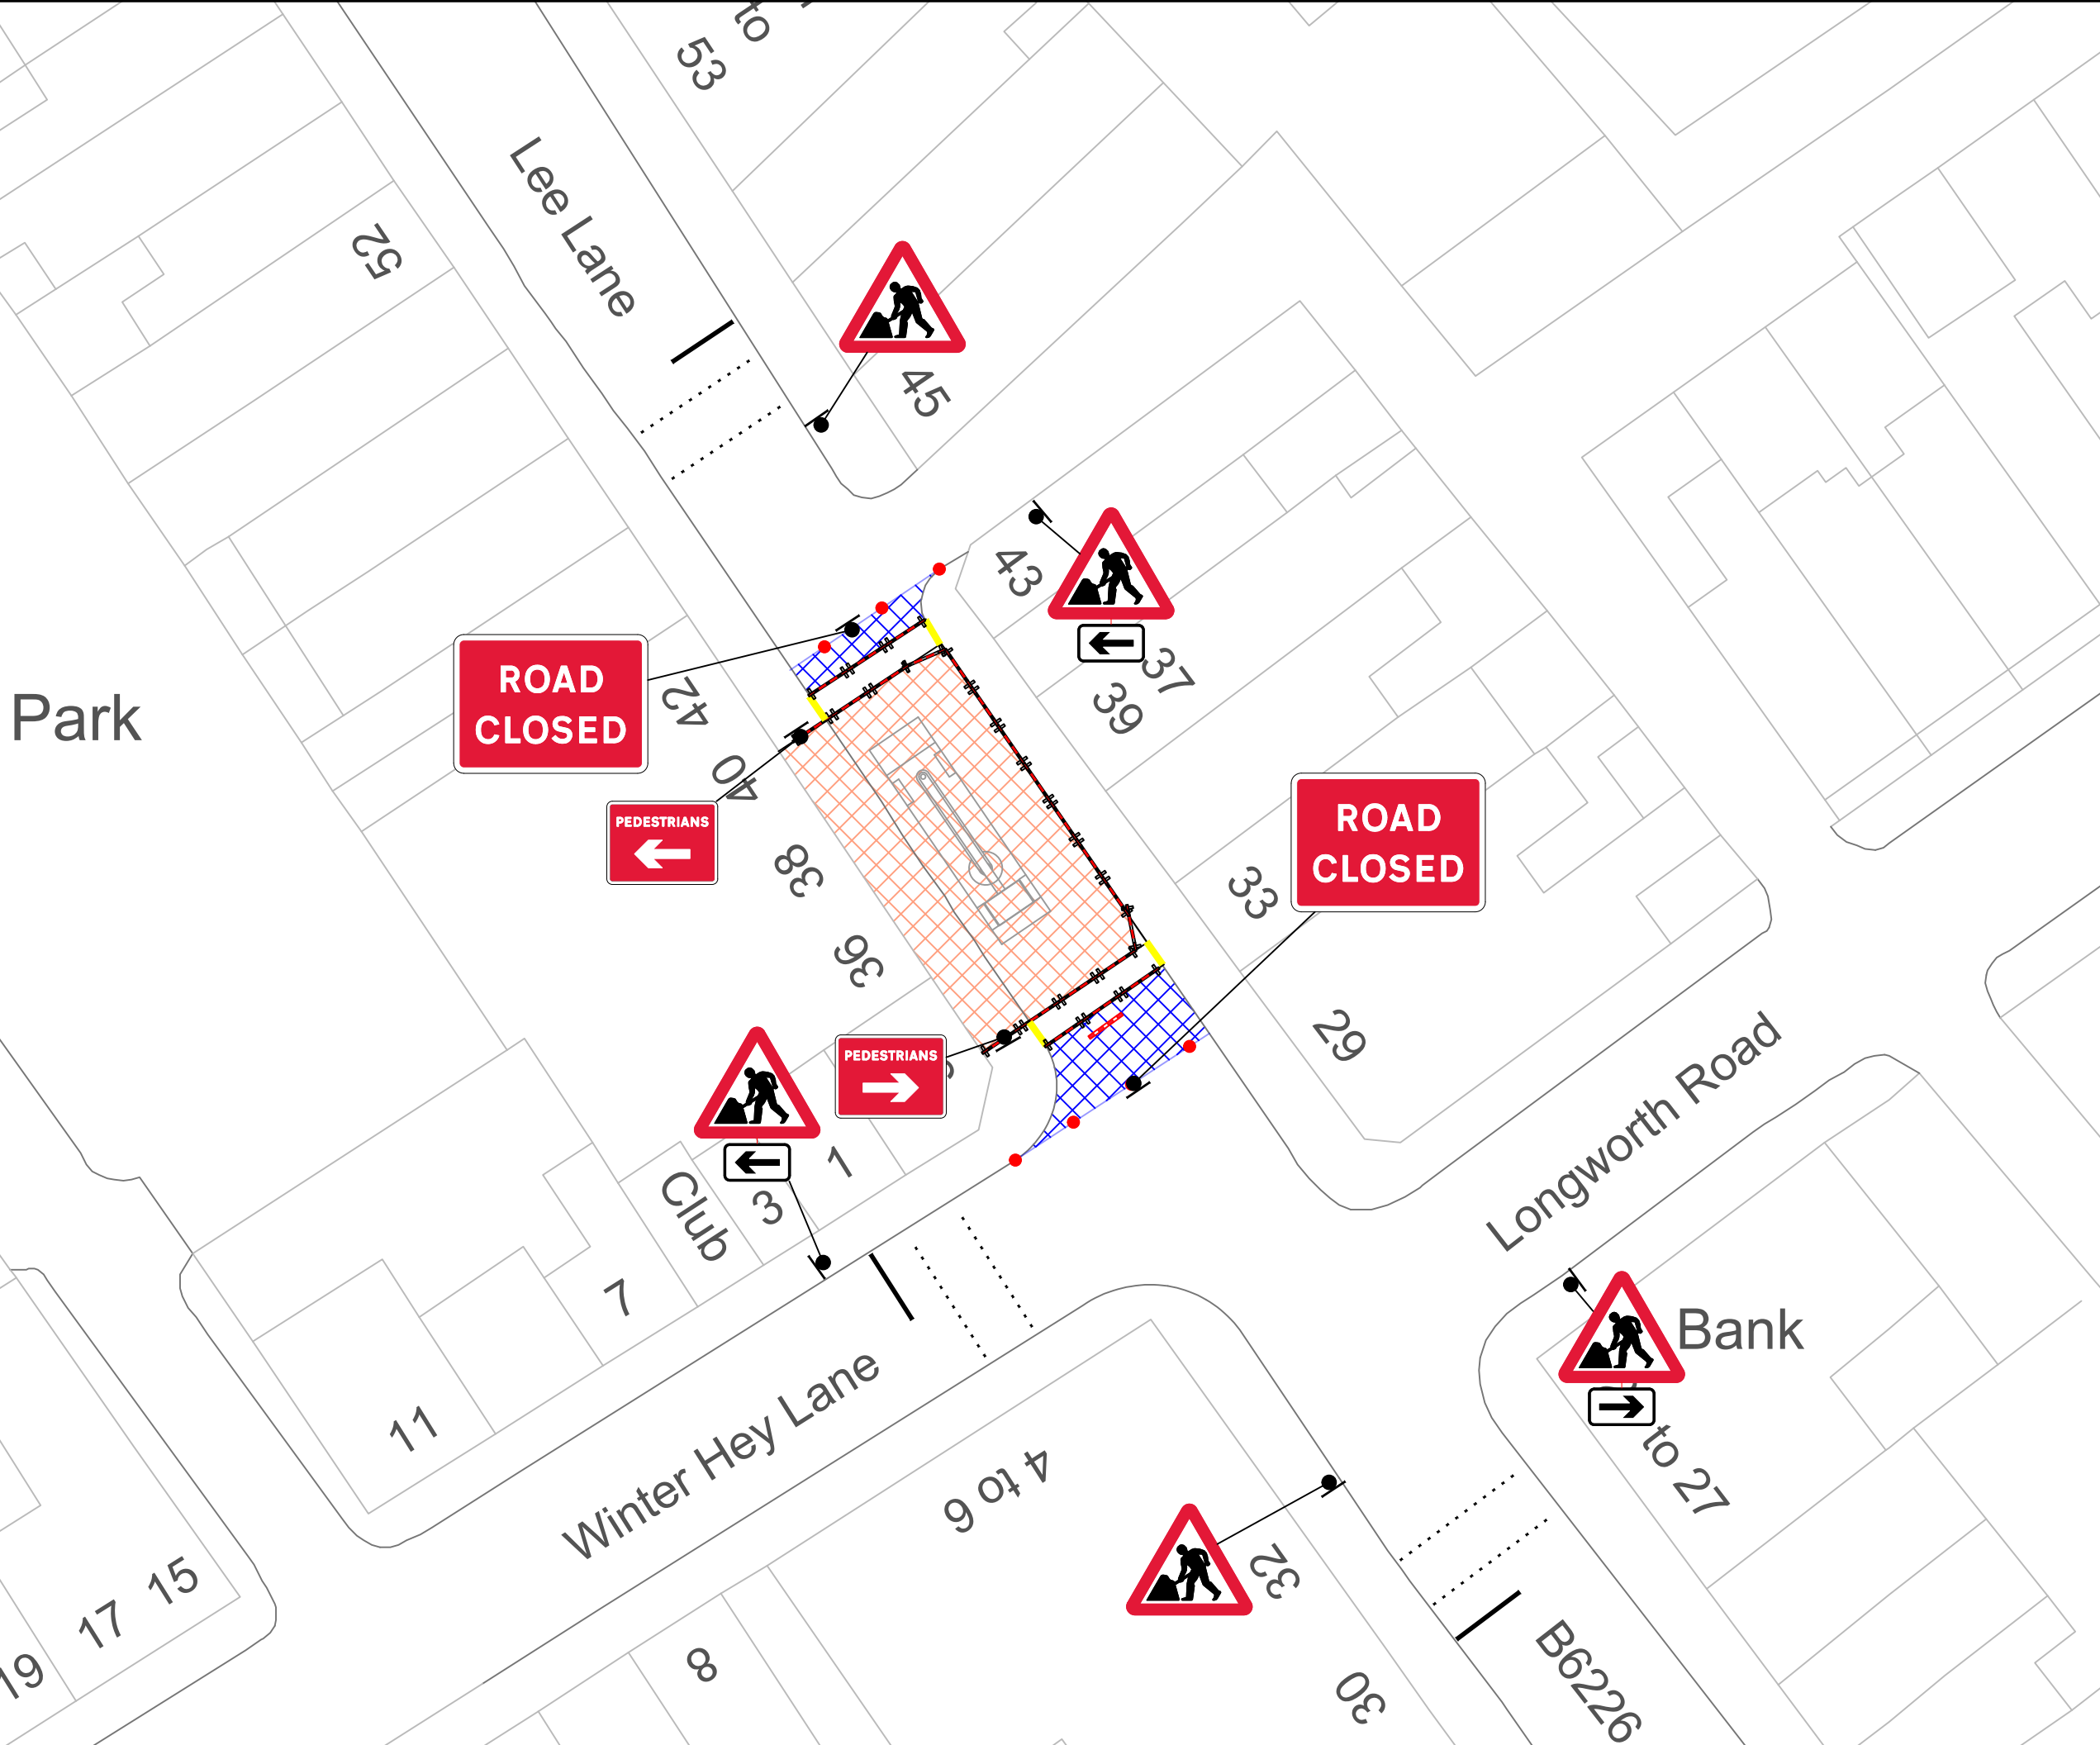 to
53
Lee Lane
52
45
43
37
39
ROAD
CLOSED
42
Park
40
PEDESTRIANS
38
ROAD
CLOSED
33
36
29
PEDESTRIANS
Longworth Road
1
3
Club
7
Bank
11
Winter Hey Lane
4 to 6
to 27
32
15
17
19
8
30
B6226